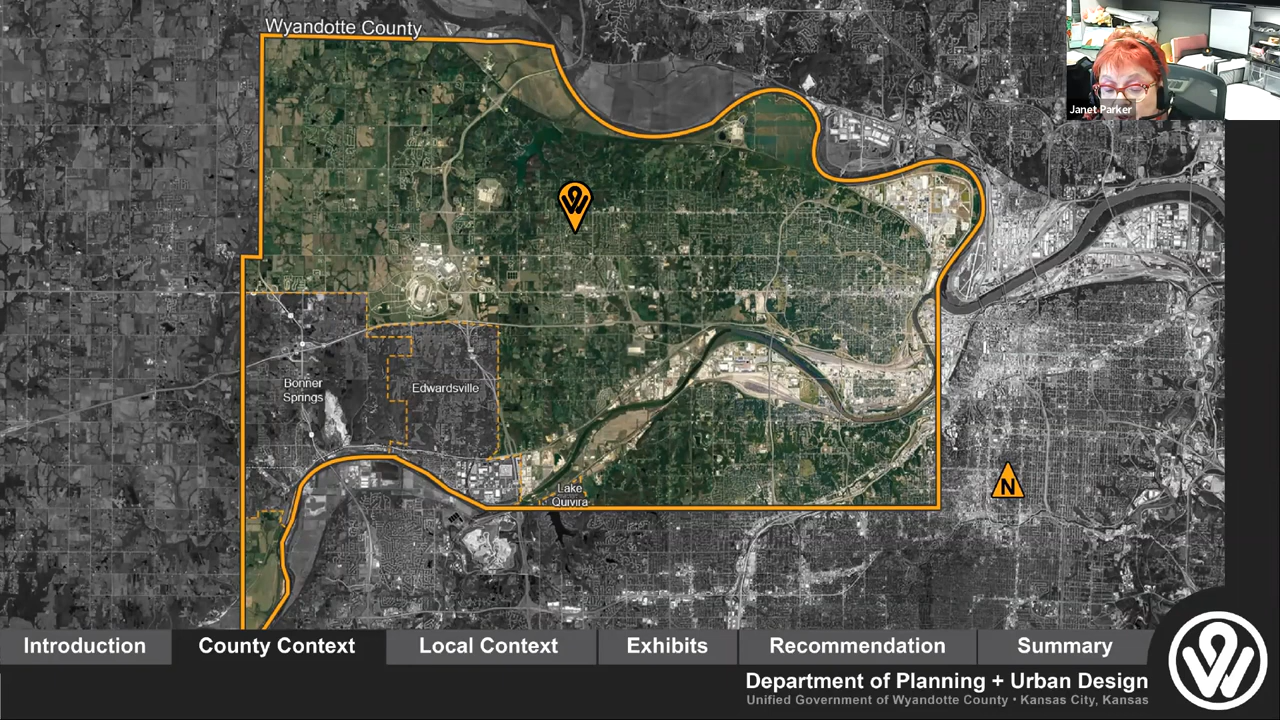 Wyandotte County
Janet Parker
Bonner
Springs
Edwardsville
Lake
Quivira
N
Introduction
County Context
Local Context
Exhibits
Recommendation
Summary
Department of Planning + Urban Design
Unified Government of Wyandotte County • Kansas City, Kansas